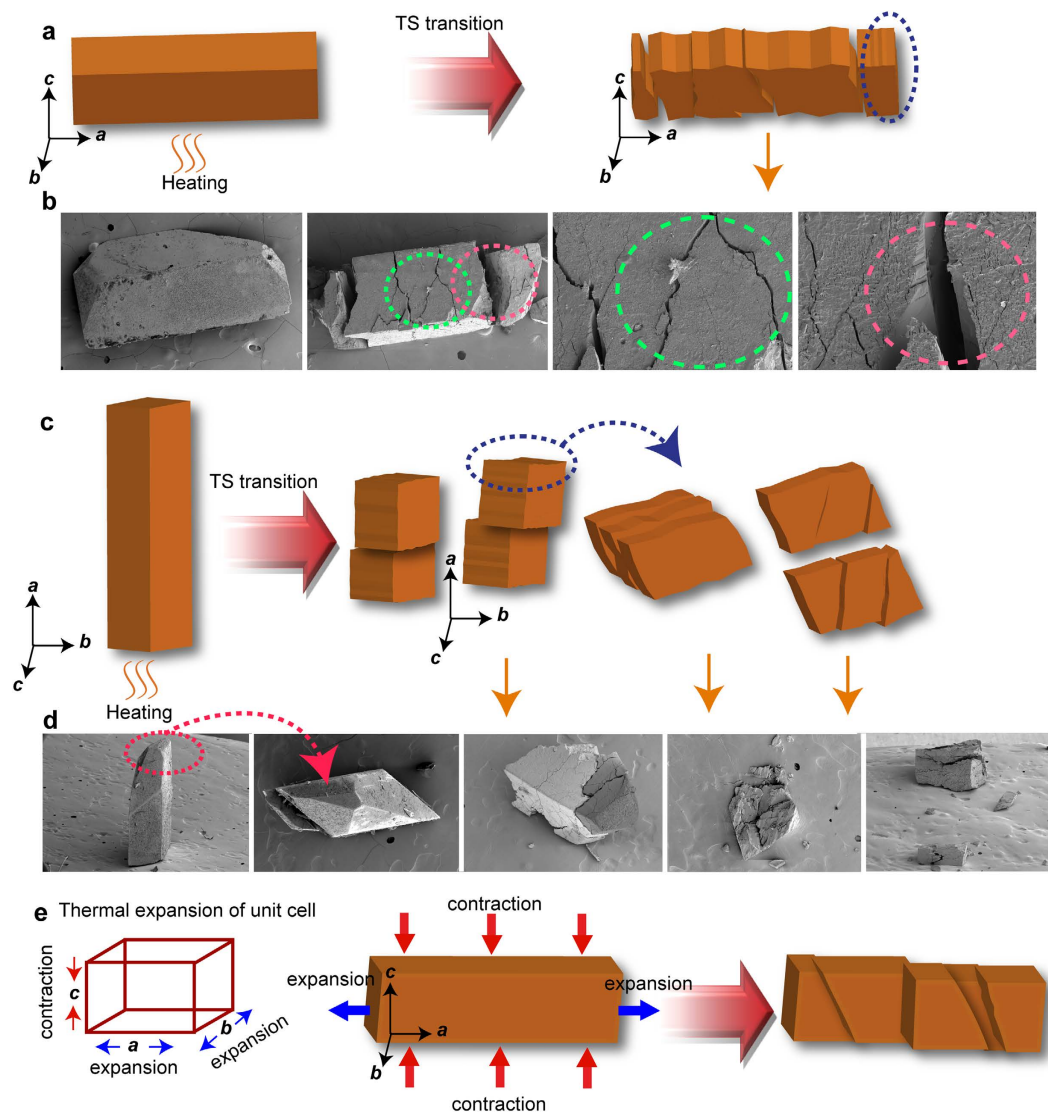 a
TS transition
c
a
b
Heating
c
a
b
b
c
TS transition
a
b
c
Heating
a
b
c
d
e
Thermal expansion of unit cell
contraction
c
a
expansion
b
expansion
contraction
expansion
expansion
c
a
b
contraction